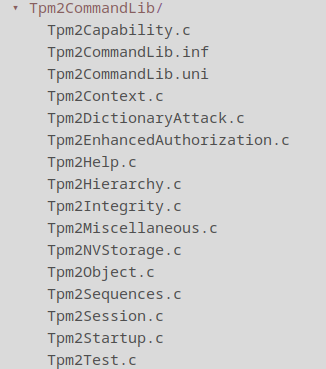 Tpm2CommandLib/
Tpm2Capability.c
Tpm2CommandLib.inf
Tpm2CommandLib.uni
Tpm2Context.c
Tpm2DictionaryAttack.c
Tpm2EnhancedAuthorization.c
Tpm2Help.c
Tpm2Hierarchy.c
Tpm2Integrity.c
Tpm2Miscellaneous.c
Tpm2NVStorage.c
Tpm2Object.c
Tpm2Sequences.c
Tpm2Session.c
Tpm2Startup.c
Tpm2Test.c